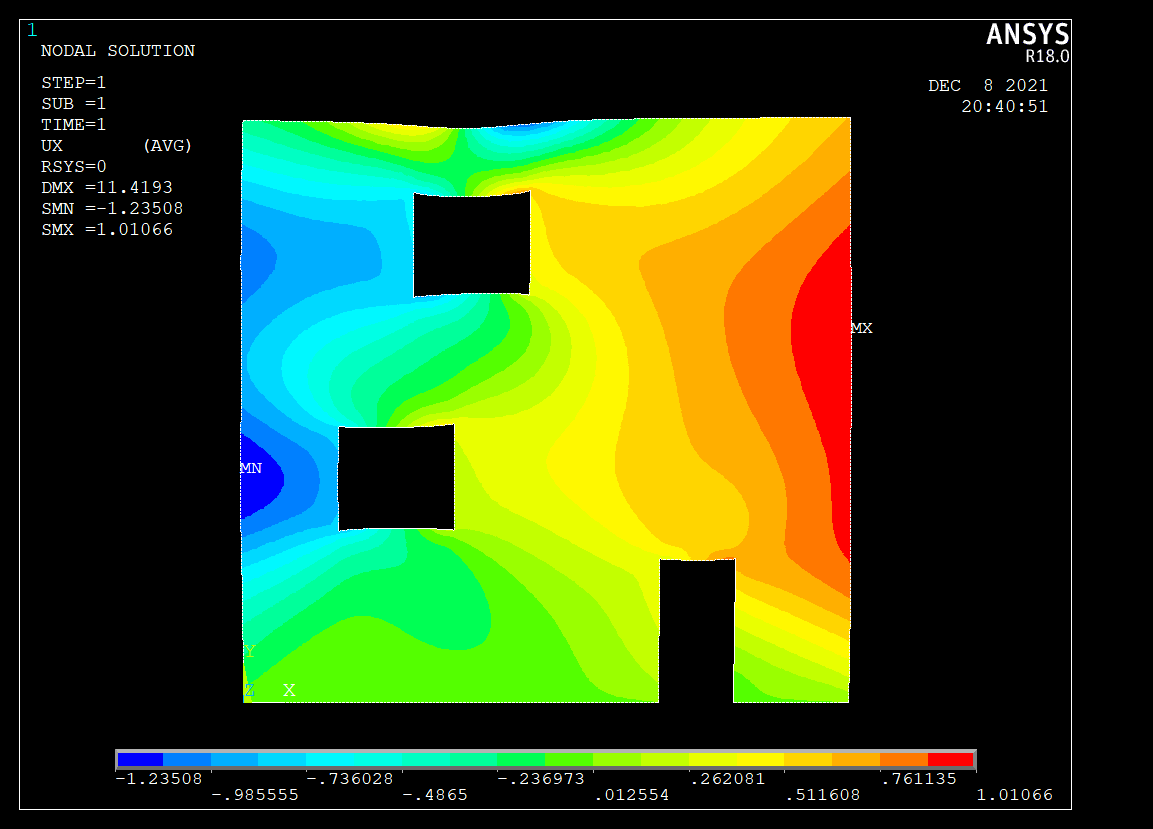 1
ANSYS
R18.0
NODAL SOLUTION
STEP=1
SUB =1
TIME=1
UX (AVG)
RSYS=0
DMX =11.4193
SMN =-1.23508
SMX =1.01066
DEC 8 2021
20:40:51
MX
MN
Y
Z X
-1.23508 -.736028 -.236973 .262081 .761135
-.985555 -.4865 .012554 .511608 1.01066